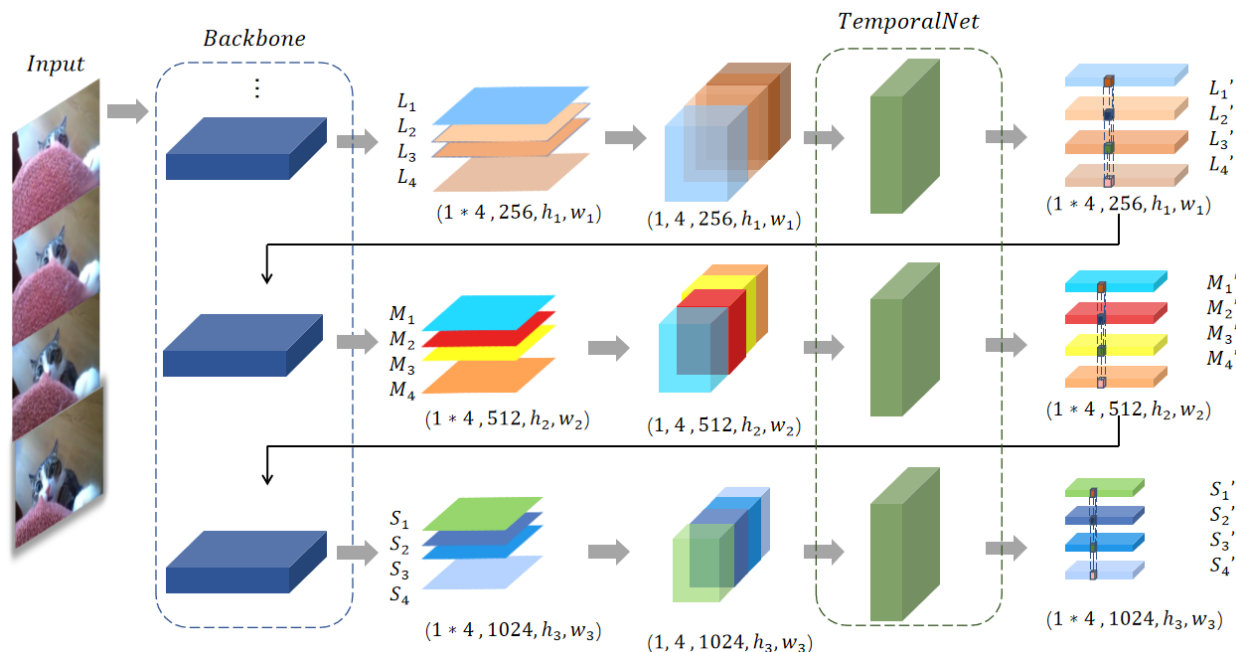 Input
Backbone
TemporalNet
⋮
L₁
L₂
L₃
L₄
(1 * 4 , 256, h₁, w₁)
(1, 4, 256, h₁, w₁)
L₁'
L₂'
L₃'
L₄'
(1 * 4 , 256, h₁, w₁)
M₁
M₂
M₃
M₄
(1 * 4 , 512, h₂, w₂)
(1, 4, 512, h₂, w₂)
M₁'
M₂'
M₃'
M₄'
(1 * 4 , 512, h₂, w₂)
S₁
S₂
S₃
S₄
(1 * 4 , 1024, h₃, w₃)
(1, 4, 1024, h₃, w₃)
S₁'
S₂'
S₃'
S₄'
(1 * 4 , 1024, h₃, w₃)